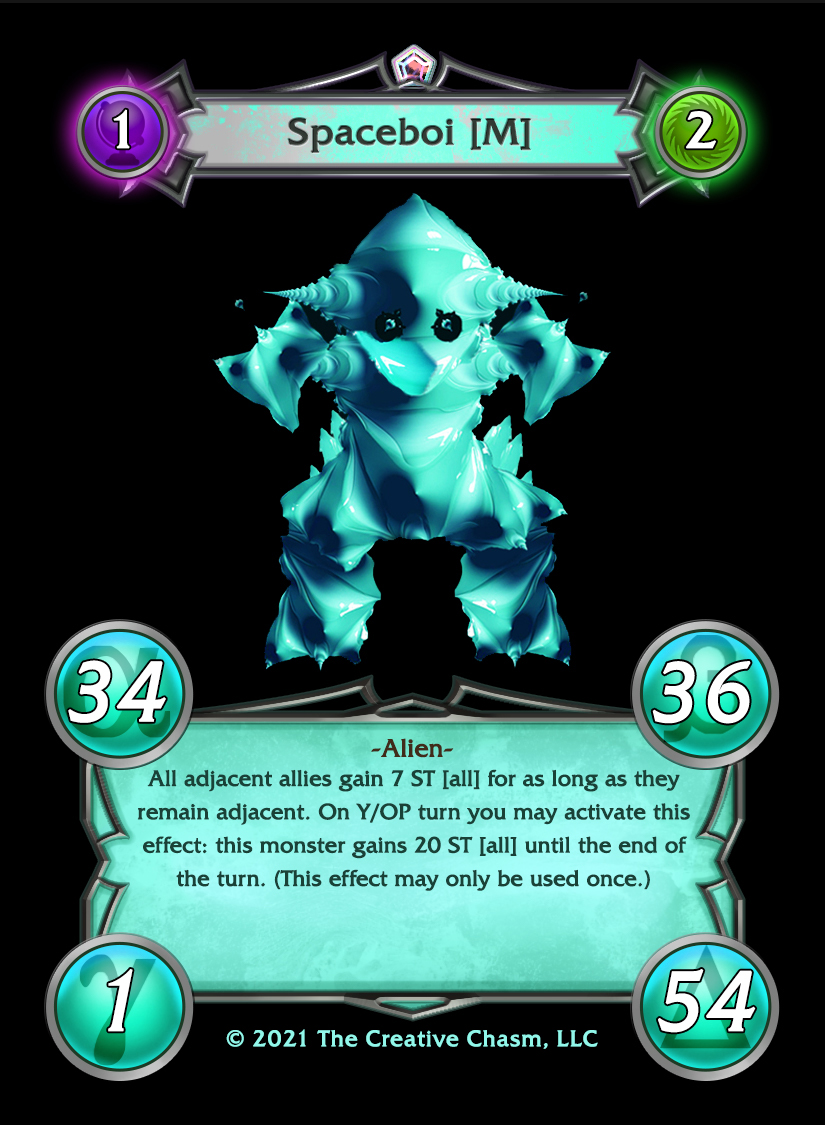 1
Spaceboi [M]
2
α
34
β
36
-Alien-
All adjacent allies gain 7 ST [all] for as long as they
remain adjacent. On Y/OP turn you may activate this
effect: this monster gains 20 ST [all] until the end of
the turn. (This effect may only be used once.)
γ
1
Δ
54
© 2021 The Creative Chasm, LLC